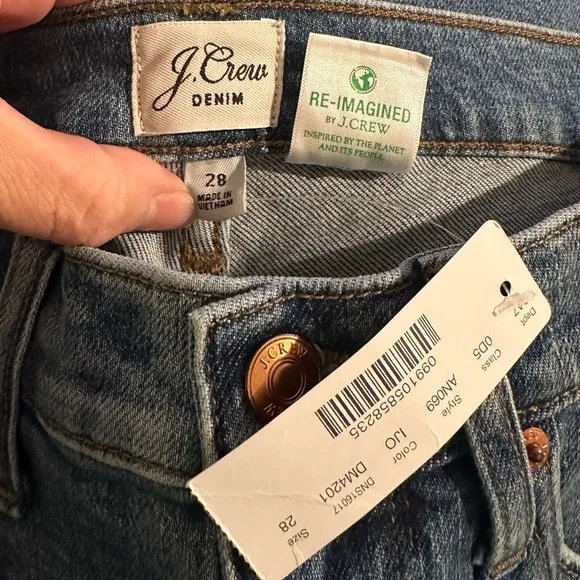 J.Crew
DENIM
RE-IMAGINED
BY J.CREW
INSPIRED BY THE PLANET
AND ITS PEOPLE
28
MADE IN
VIETNAM
J.CREW
099105858235
Dept
Class
0D5
Style
AN069
Color
IJO
DNS16017
DM4201
Size
28